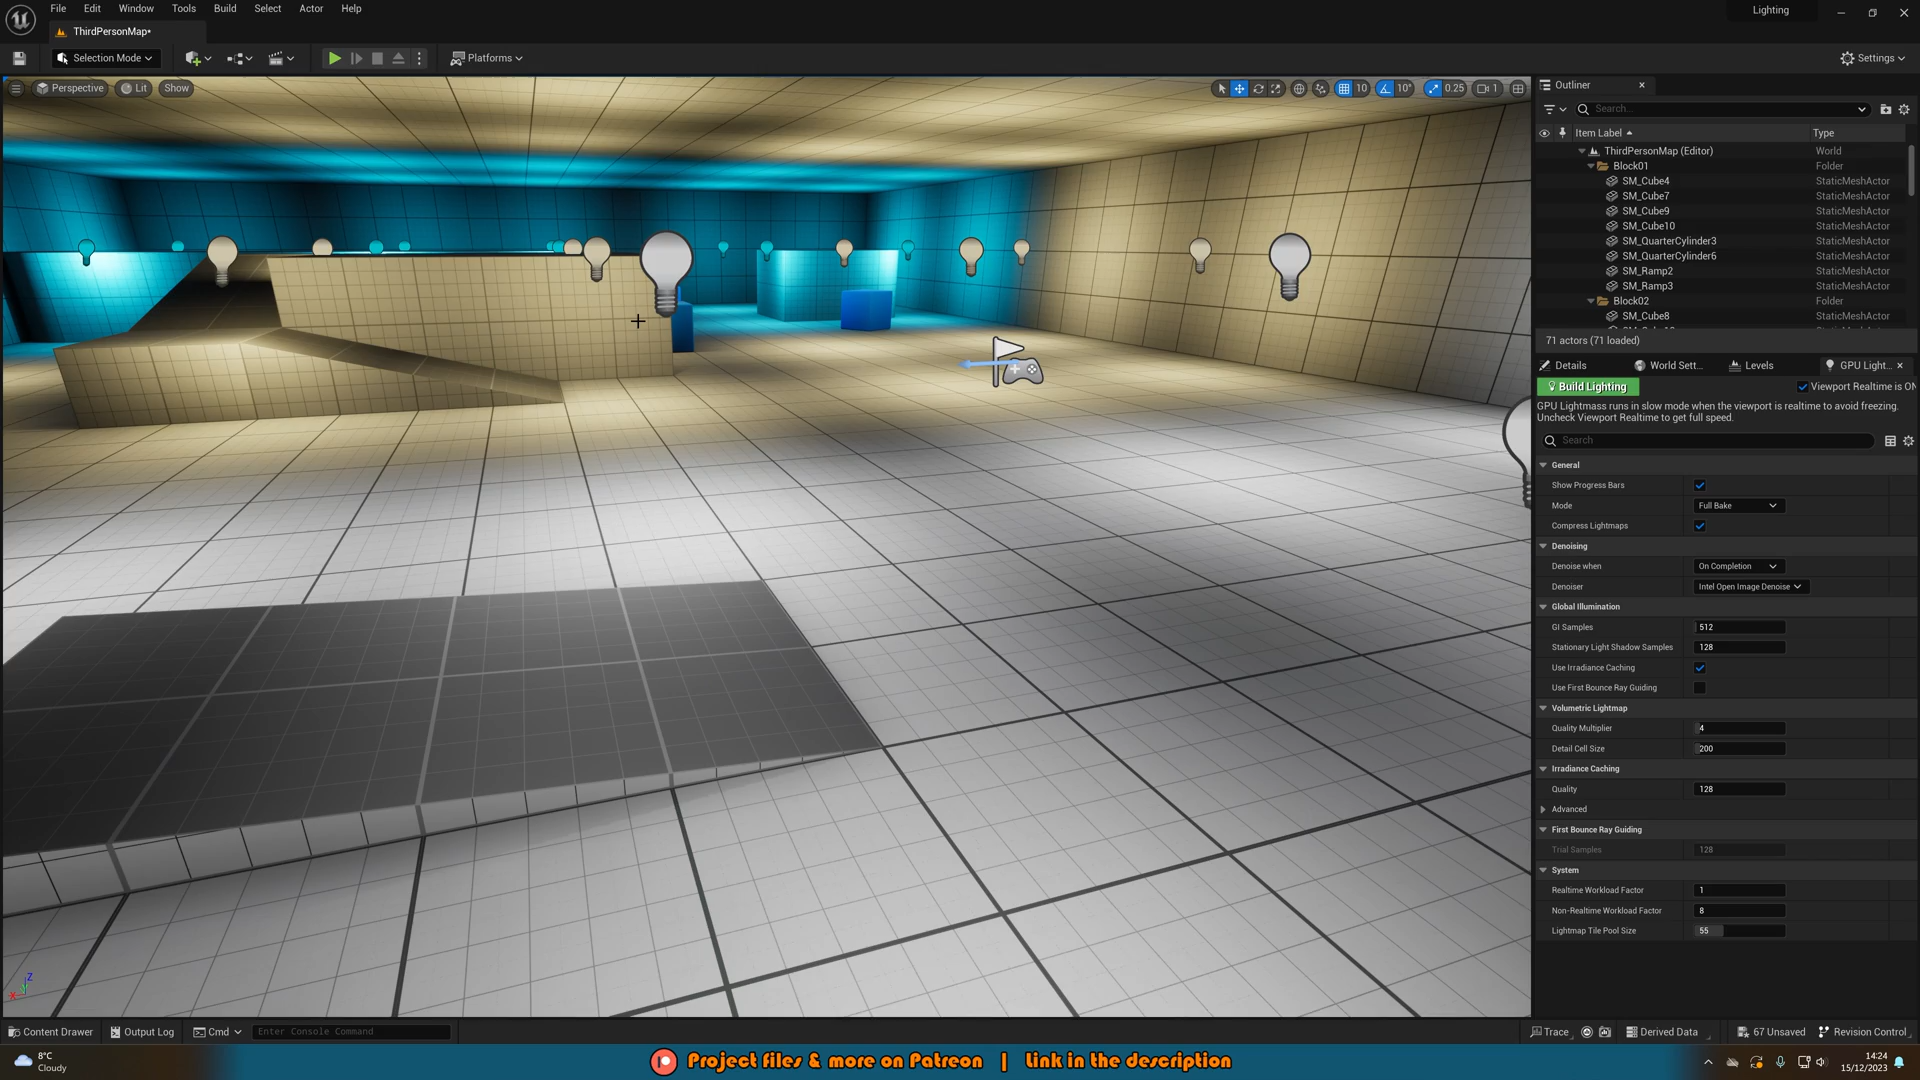 File Edit Window Tools Build Select Actor Help
Lighting
ThirdPersonMap*
Selection Mode
Platforms
Settings
Perspective Lit Show
10 10° 0.25 1
Outliner
Search...
Item Label Type
ThirdPersonMap (Editor) World
Block01 Folder
SM_Cube4 StaticMeshActor
SM_Cube7 StaticMeshActor
SM_Cube9 StaticMeshActor
SM_Cube10 StaticMeshActor
SM_QuarterCylinder3 StaticMeshActor
SM_QuarterCylinder6 StaticMeshActor
SM_Ramp2 StaticMeshActor
SM_Ramp3 StaticMeshActor
Block02 Folder
SM_Cube8 StaticMeshActor
71 actors (71 loaded)
Details World Sett... Levels GPU Light...
Build Lighting Viewport Realtime is ON
GPU Lightmass runs in slow mode when the viewport is realtime to avoid freezing.
Uncheck Viewport Realtime to get full speed.
Search
General
Show Progress Bars
Mode Full Bake
Compress Lightmaps
Denoising
Denoise when On Completion
Denoiser Intel Open Image Denoise
Global Illumination
GI Samples 512
Stationary Light Shadow Samples 128
Use Irradiance Caching
Use First Bounce Ray Guiding
Volumetric Lightmap
Quality Multiplier 4
Detail Cell Size 200
Irradiance Caching
Quality 128
Advanced
First Bounce Ray Guiding
Trial Samples 128
System
Realtime Workload Factor 1
Non-Realtime Workload Factor 8
Lightmap Tile Pool Size 55
Z
X
Content Drawer Output Log Cmd Enter Console Command
Trace Derived Data 67 Unsaved Revision Control
8°C
Cloudy
Project files & more on Patreon | Link in the description
14:24
15/12/2023